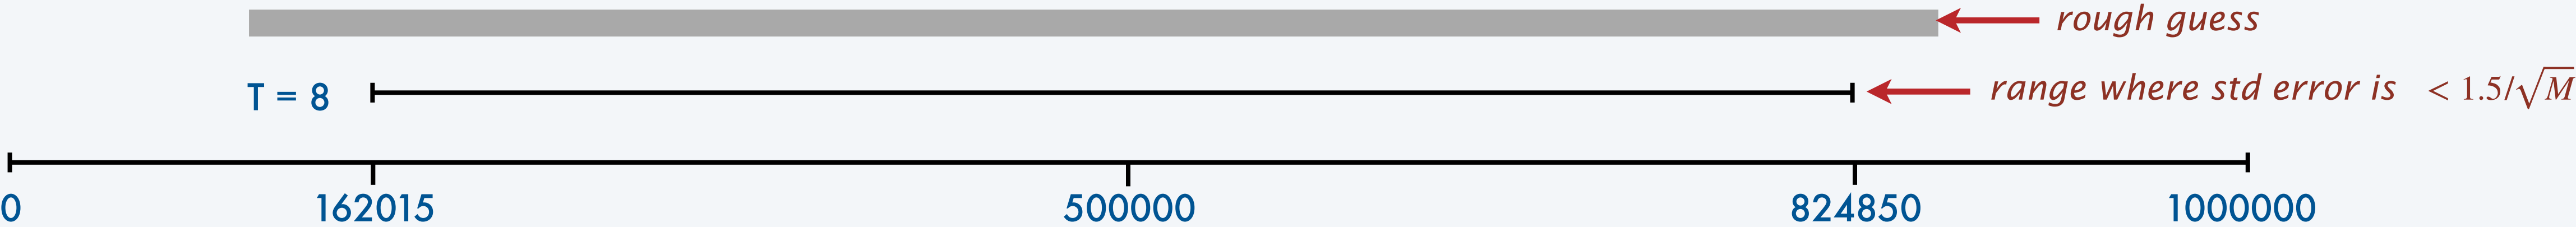 rough guess
T = 8
range where std error is < 1.5/√M
0 162015 500000 824850 1000000